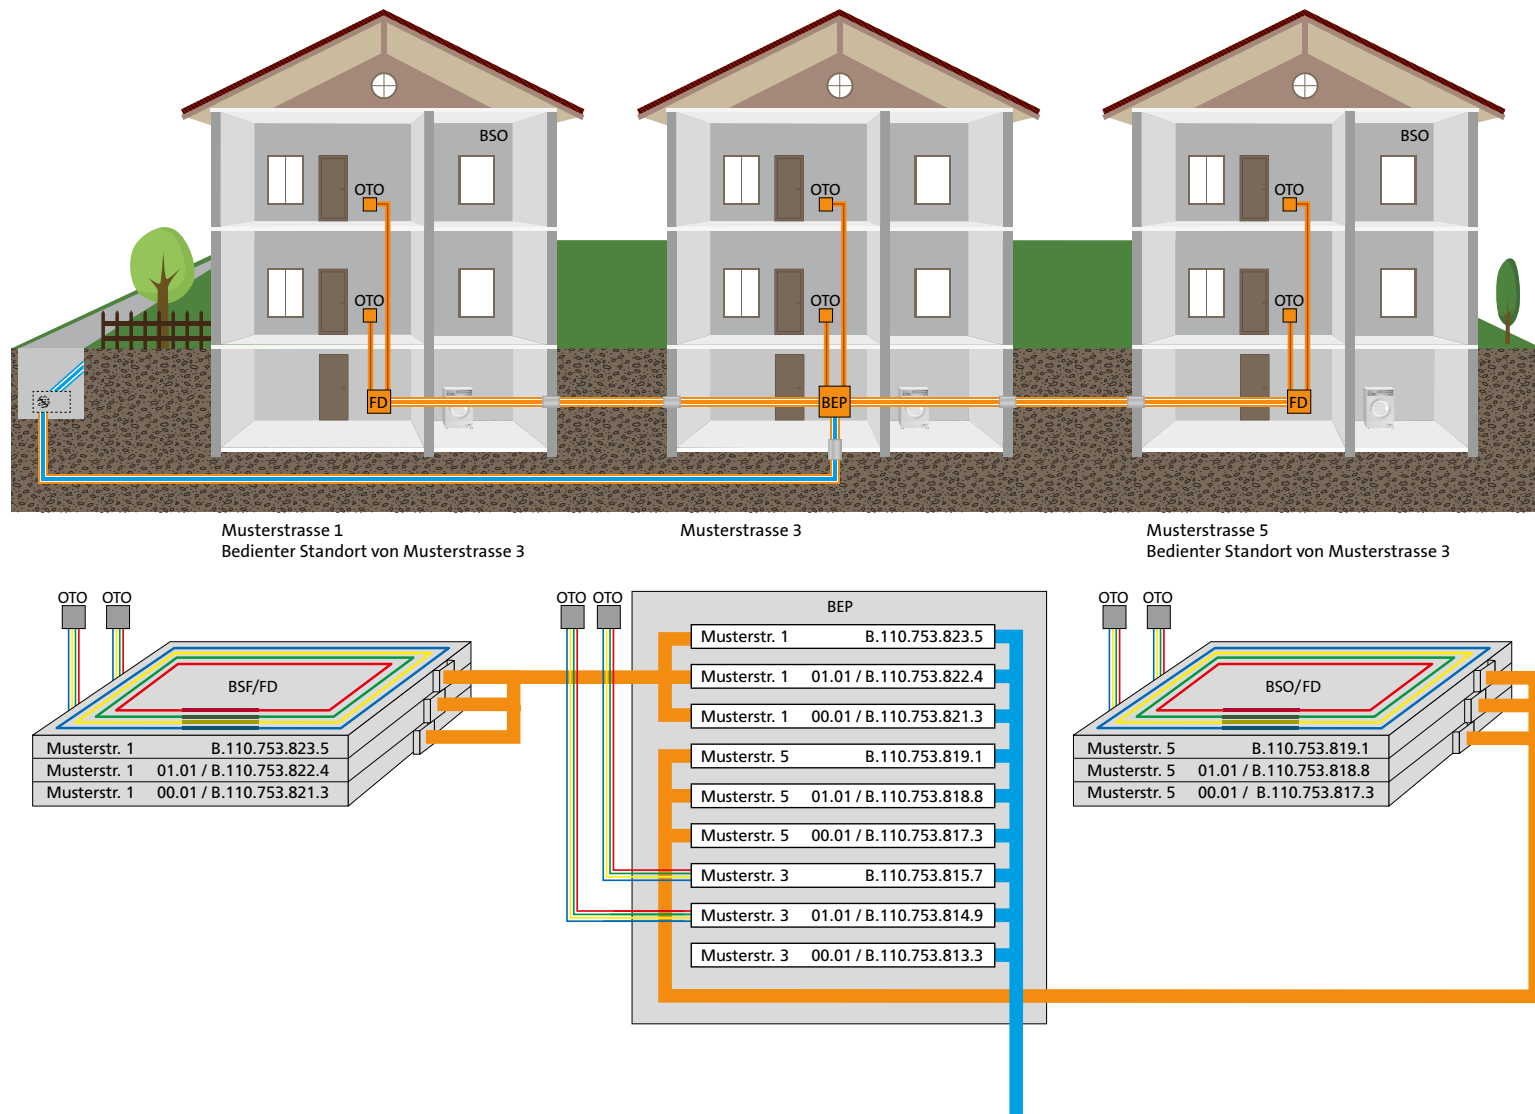 BSO
BSO
OTO
OTO
OTO
OTO
OTO
OTO
FD
BEP
FD
Musterstrasse 1
Bedienter Standort von Musterstrasse 3
Musterstrasse 3
Musterstrasse 5
Bedienter Standort von Musterstrasse 3
OTO OTO
BSF/FD
Musterstr. 1 B.110.753.823.5
Musterstr. 1 01.01 / B.110.753.822.4
Musterstr. 1 00.01 / B.110.753.821.3
OTO OTO
BEP
Musterstr. 1 B.110.753.823.5
Musterstr. 1 01.01 / B.110.753.822.4
Musterstr. 1 00.01 / B.110.753.821.3
Musterstr. 5 B.110.753.819.1
Musterstr. 5 01.01 / B.110.753.818.8
Musterstr. 5 00.01 / B.110.753.817.3
Musterstr. 3 B.110.753.815.7
Musterstr. 3 01.01 / B.110.753.814.9
Musterstr. 3 00.01 / B.110.753.813.3
OTO OTO
BSO/FD
Musterstr. 5 B.110.753.819.1
Musterstr. 5 01.01 / B.110.753.818.8
Musterstr. 5 00.01 / B.110.753.817.3